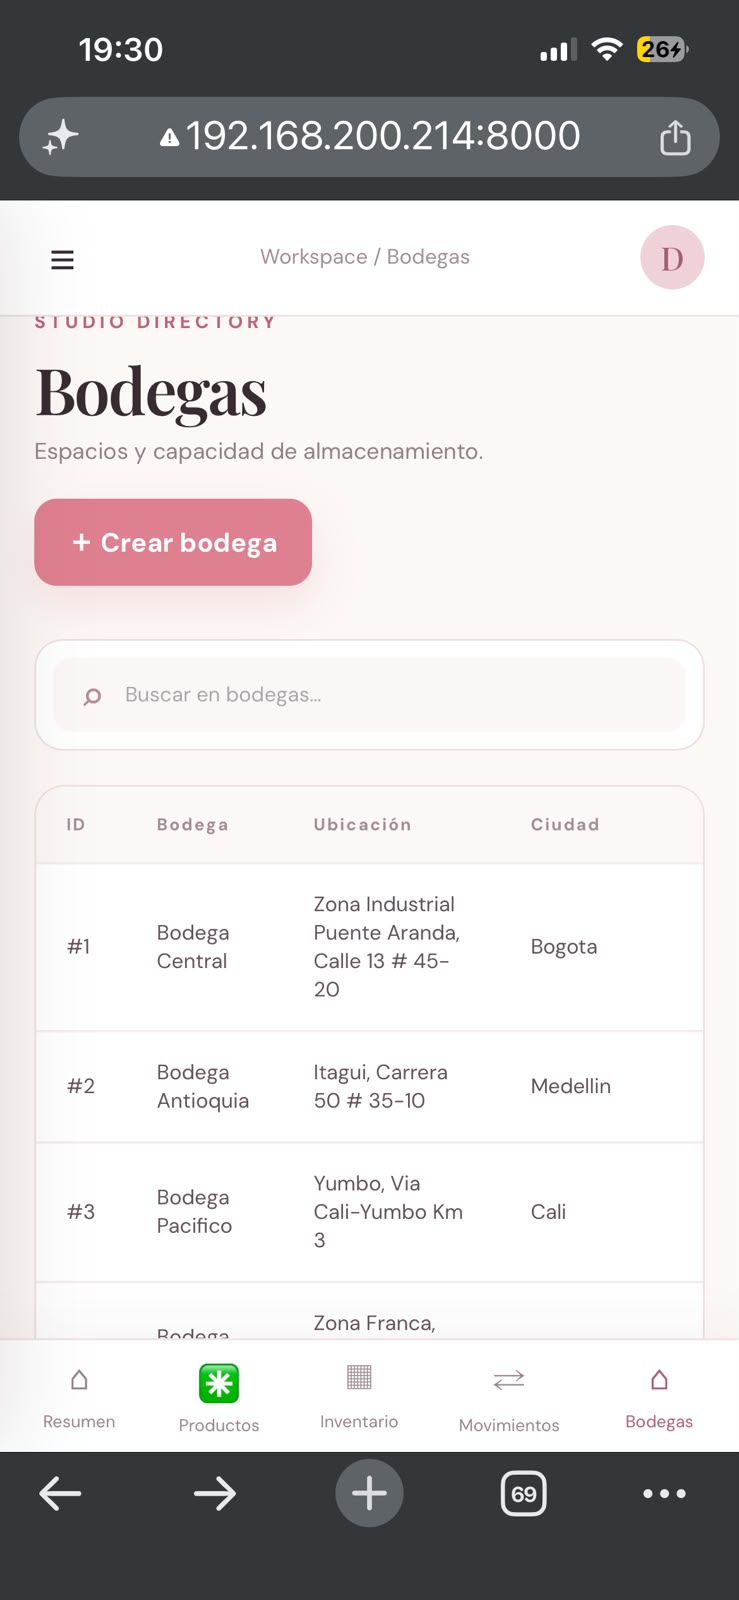 19:30
26
192.168.200.214:8000
Workspace / Bodegas
D
STUDIO DIRECTORY
Bodegas
Espacios y capacidad de almacenamiento.
+ Crear bodega
Buscar en bodegas...
ID Bodega Ubicación Ciudad
#1 Bodega Central Zona Industrial Puente Aranda, Calle 13 # 45-20 Bogota
#2 Bodega Antioquia Itagui, Carrera 50 # 35-10 Medellin
#3 Bodega Pacifico Yumbo, Via Cali-Yumbo Km 3 Cali
Bodega Zona Franca,
Resumen Productos Inventario Movimientos Bodegas
69